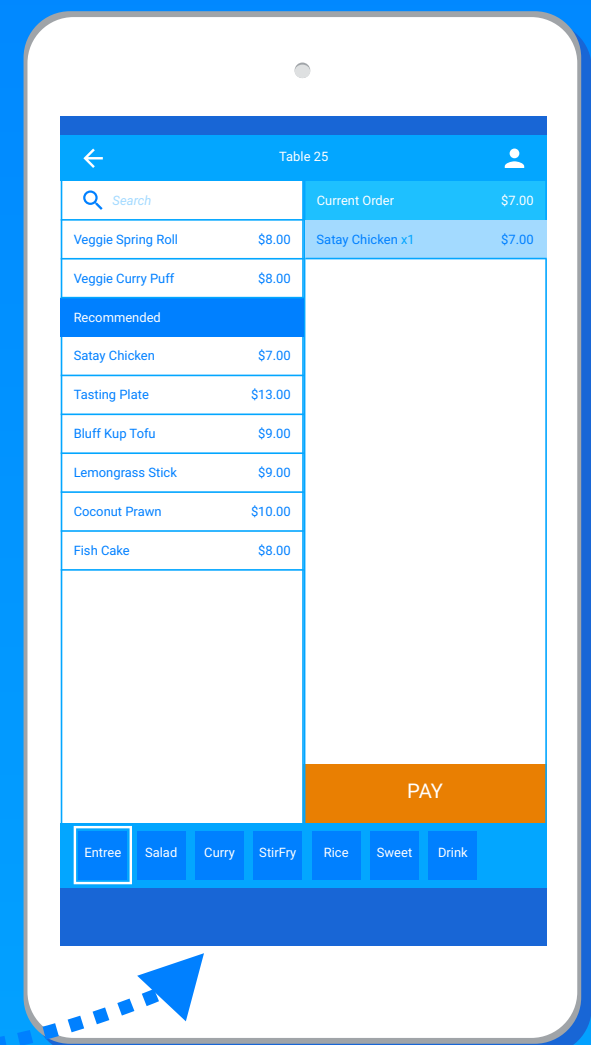 Table 25
Search
Veggie Spring Roll $8.00
Veggie Curry Puff $8.00
Recommended
Satay Chicken $7.00
Tasting Plate $13.00
Bluff Kup Tofu $9.00
Lemongrass Stick $9.00
Coconut Prawn $10.00
Fish Cake $8.00
Current Order $7.00
Satay Chicken x1 $7.00
PAY
Entree Salad Curry StirFry Rice Sweet Drink